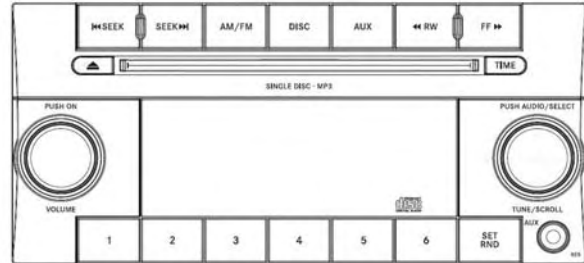 ⏮SEEK SEEK⏭ AM/FM DISC AUX ◀◀ RW FF ▶▶
TIME
SINGLE DISC · MP3
PUSH ON PUSH AUDIO/SELECT
VOLUME TUNE/SCROLL
1 2 3 4 5 6 SET
RND
AUX